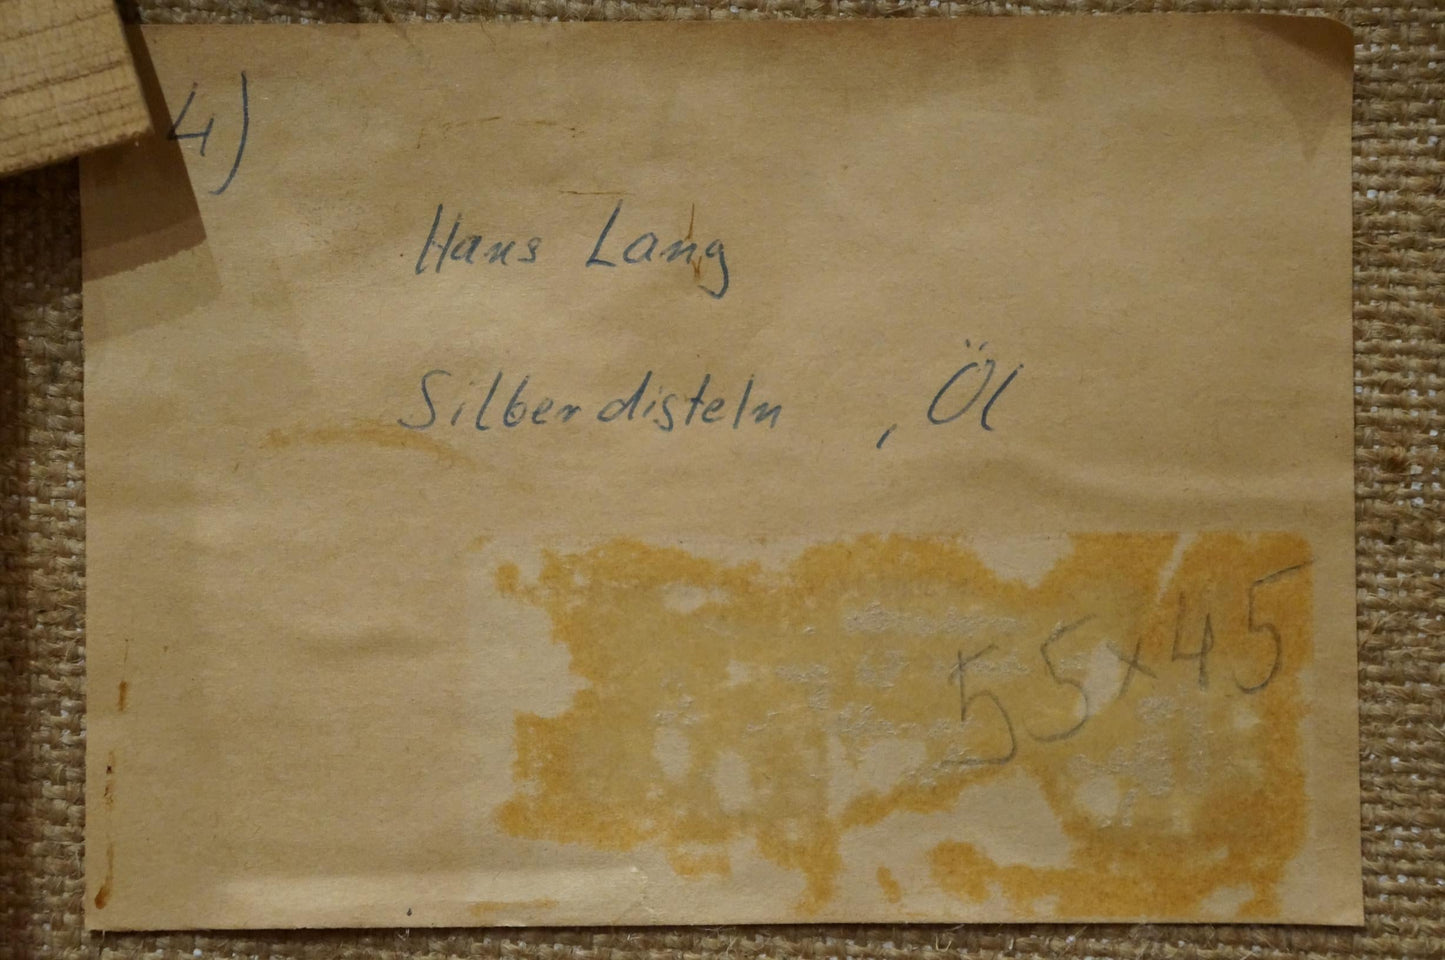 4)
Hans Lang
Silberdisteln , Öl
55x45